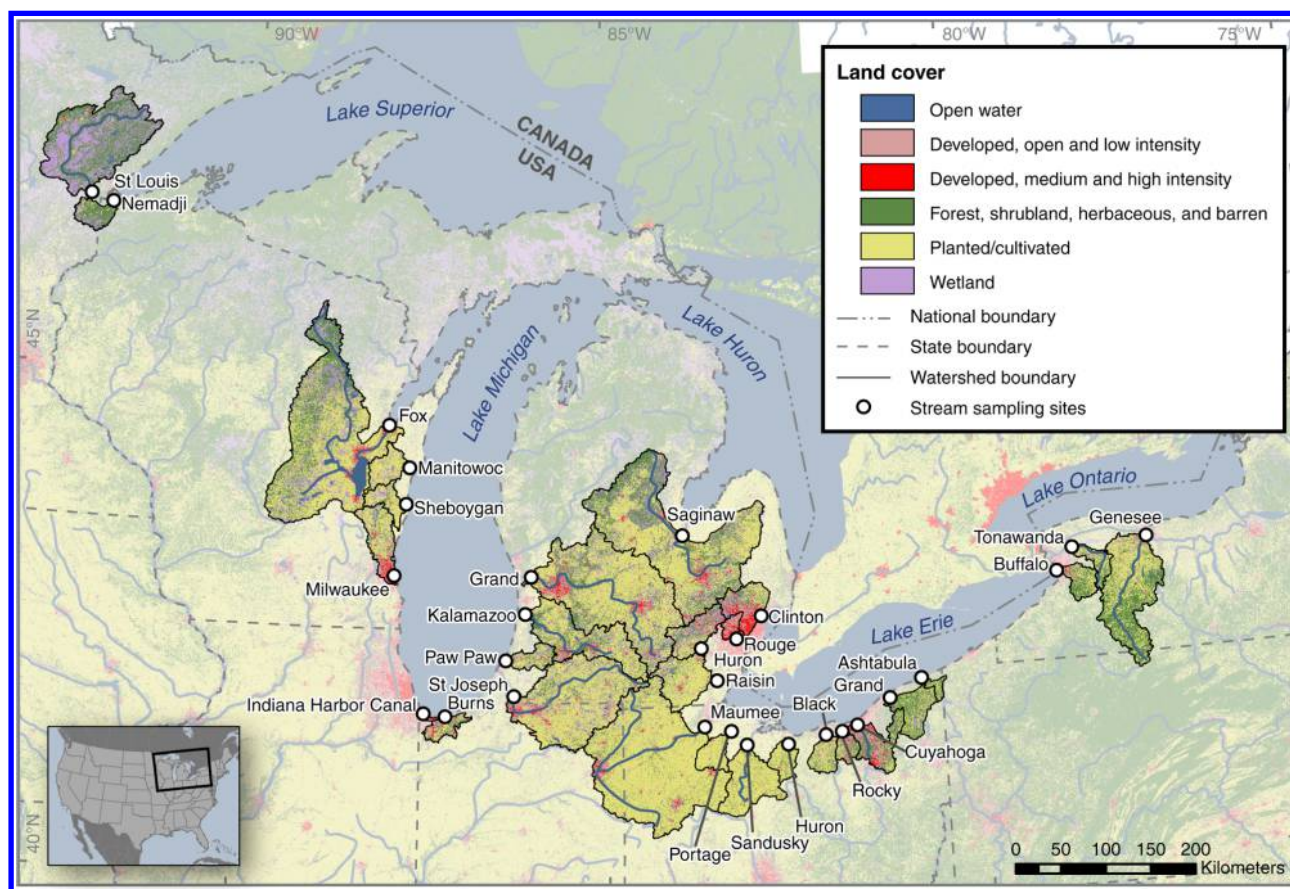 90°W
85°W
80°W
75°W
45°N
40°N
Land cover
Open water
Developed, open and low intensity
Developed, medium and high intensity
Forest, shrubland, herbaceous, and barren
Planted/cultivated
Wetland
National boundary
State boundary
Watershed boundary
Stream sampling sites
Lake Superior
CANADA
USA
St Louis
Nemadji
Lake Michigan
Lake Huron
Fox
Manitowoc
Sheboygan
Milwaukee
Saginaw
Lake Ontario
Genesee
Tonawanda
Buffalo
Grand
Kalamazoo
Clinton
Rouge
Lake Erie
Paw Paw
Huron
Raisin
Ashtabula
Grand
St Joseph
Indiana Harbor Canal
Burns
Maumee
Black
Cuyahoga
Rocky
Huron
Sandusky
Portage
0 50 100 150 200
Kilometers